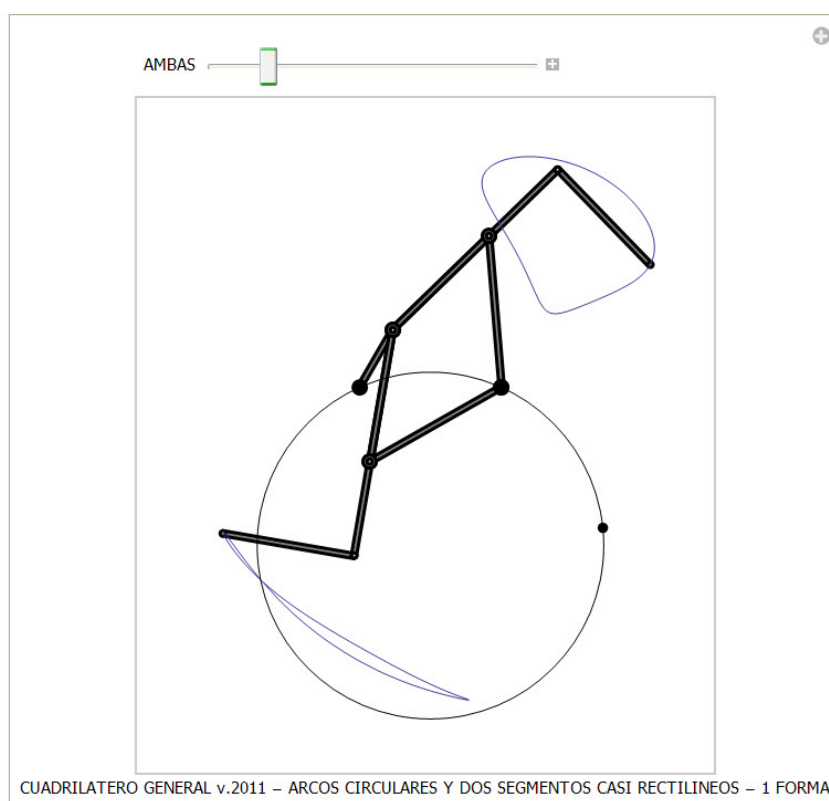 AMBAS
CUADRILATERO GENERAL v.2011 – ARCOS CIRCULARES Y DOS SEGMENTOS CASI RECTILINEOS – 1 FORMA